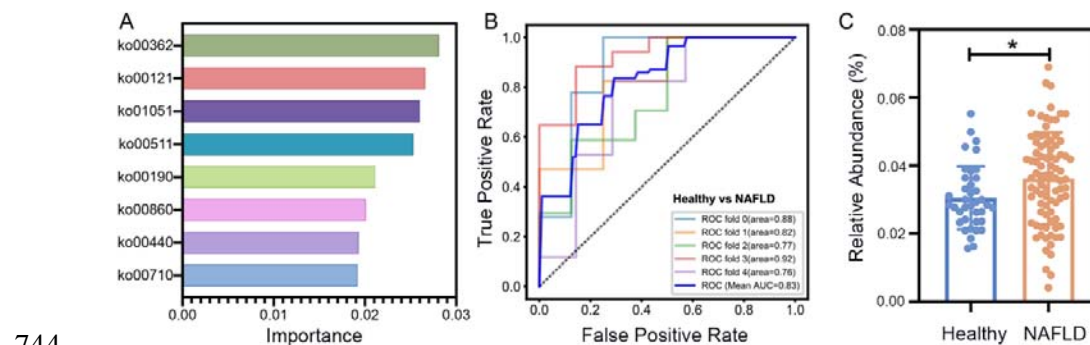 A
ko00362
ko00121
ko01051
ko00511
ko00190
ko00860
ko00440
ko00710
0.00 0.01 0.02 0.03
Importance
B
True Positive Rate
1.0
0.8
0.6
0.4
0.2
0.0
Healthy vs NAFLD
ROC fold 0(area=0.88)
ROC fold 1(area=0.82)
ROC fold 2(area=0.77)
ROC fold 3(area=0.92)
ROC fold 4(area=0.76)
ROC (Mean AUC=0.83)
0.0 0.2 0.4 0.6 0.8 1.0
False Positive Rate
C
Relative Abundance (%)
0.08
0.06
0.04
0.02
0.00
*
Healthy NAFLD
744